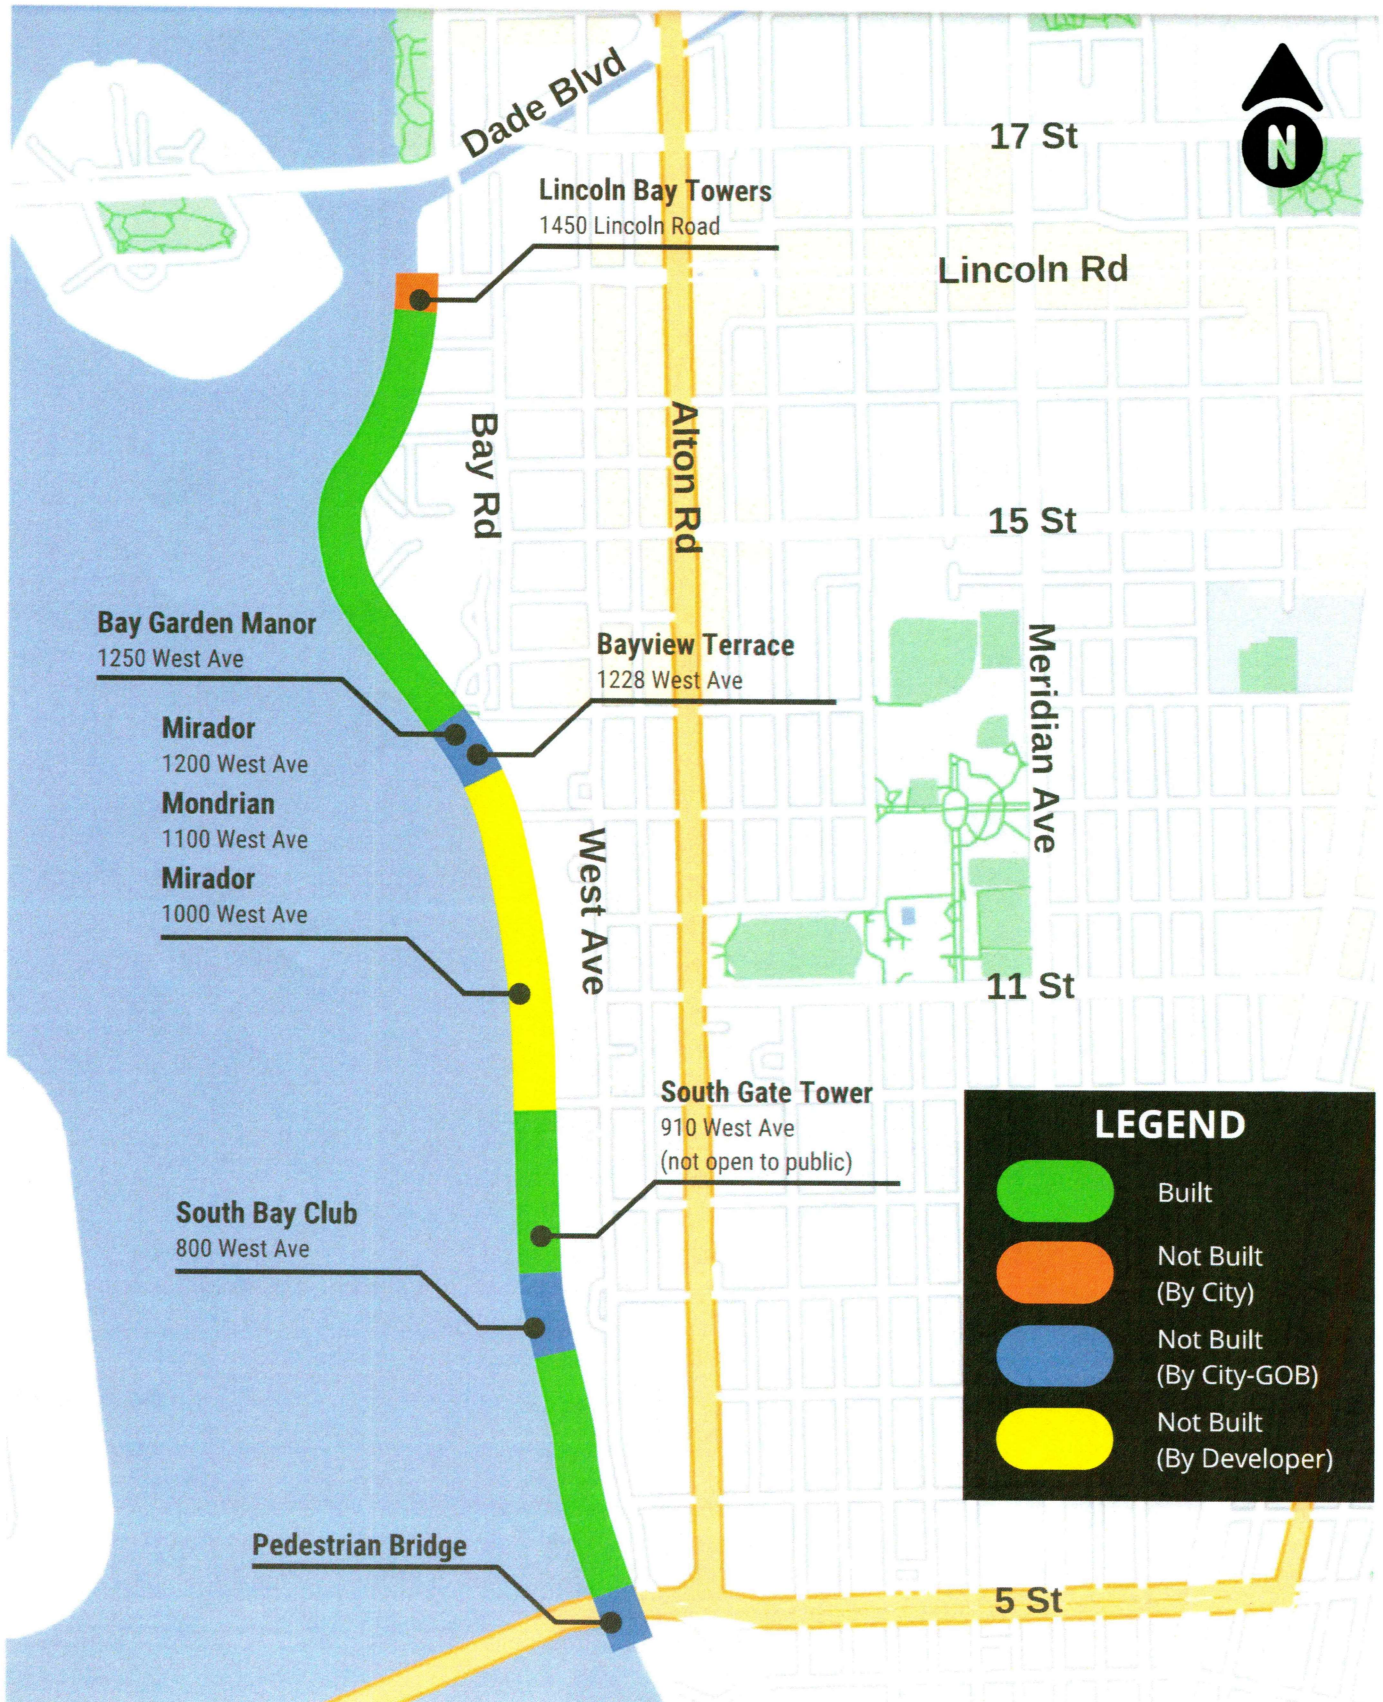 Dade Blvd
17 St
N
Lincoln Bay Towers
1450 Lincoln Road
Lincoln Rd
Bay Rd
Alton Rd
15 St
Bay Garden Manor
1250 West Ave
Bayview Terrace
1228 West Ave
Meridian Ave
Mirador
1200 West Ave
Mondrian
1100 West Ave
Mirador
1000 West Ave
West Ave
11 St
South Gate Tower
910 West Ave
(not open to public)
South Bay Club
800 West Ave
Pedestrian Bridge
5 St
LEGEND
Built
Not Built
(By City)
Not Built
(By City-GOB)
Not Built
(By Developer)